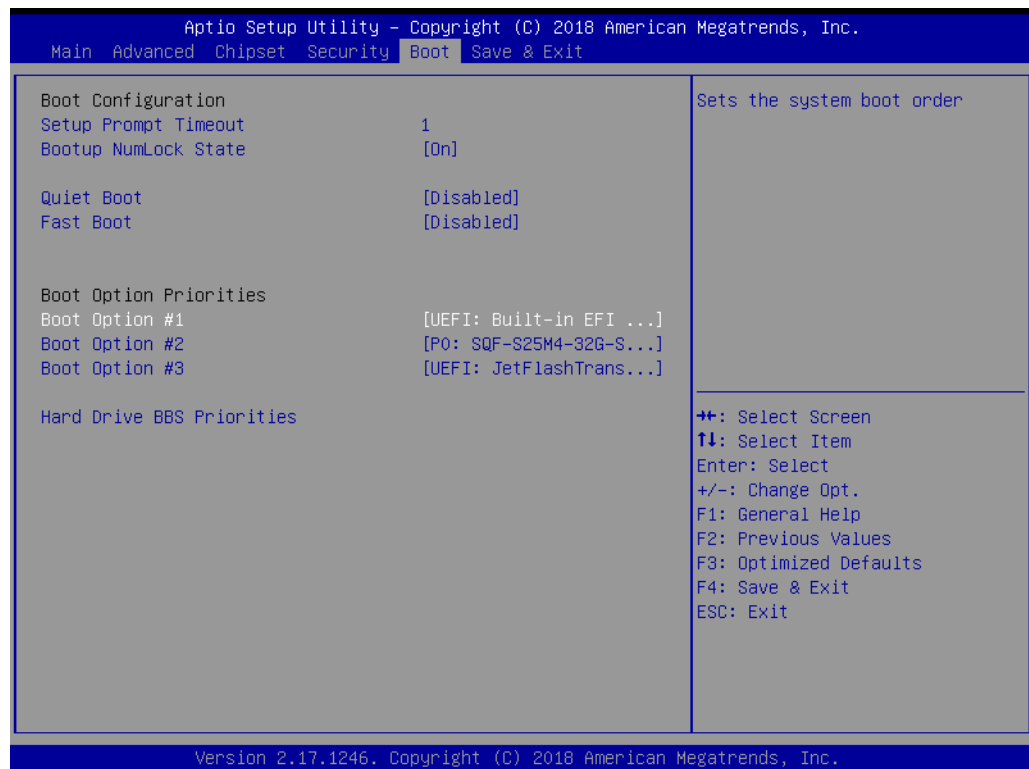 Aptio Setup Utility – Copyright (C) 2018 American Megatrends, Inc.
Main Advanced Chipset Security Boot Save & Exit
Boot Configuration
Setup Prompt Timeout 1
Bootup NumLock State [On]
Quiet Boot [Disabled]
Fast Boot [Disabled]
Boot Option Priorities
Boot Option #1 [UEFI: Built-in EFI ...]
Boot Option #2 [P0: SQF-S25M4-32G-S...]
Boot Option #3 [UEFI: JetFlashTrans...]
Hard Drive BBS Priorities
Sets the system boot order
→←: Select Screen
↑↓: Select Item
Enter: Select
+/-: Change Opt.
F1: General Help
F2: Previous Values
F3: Optimized Defaults
F4: Save & Exit
ESC: Exit
Version 2.17.1246. Copyright (C) 2018 American Megatrends, Inc.